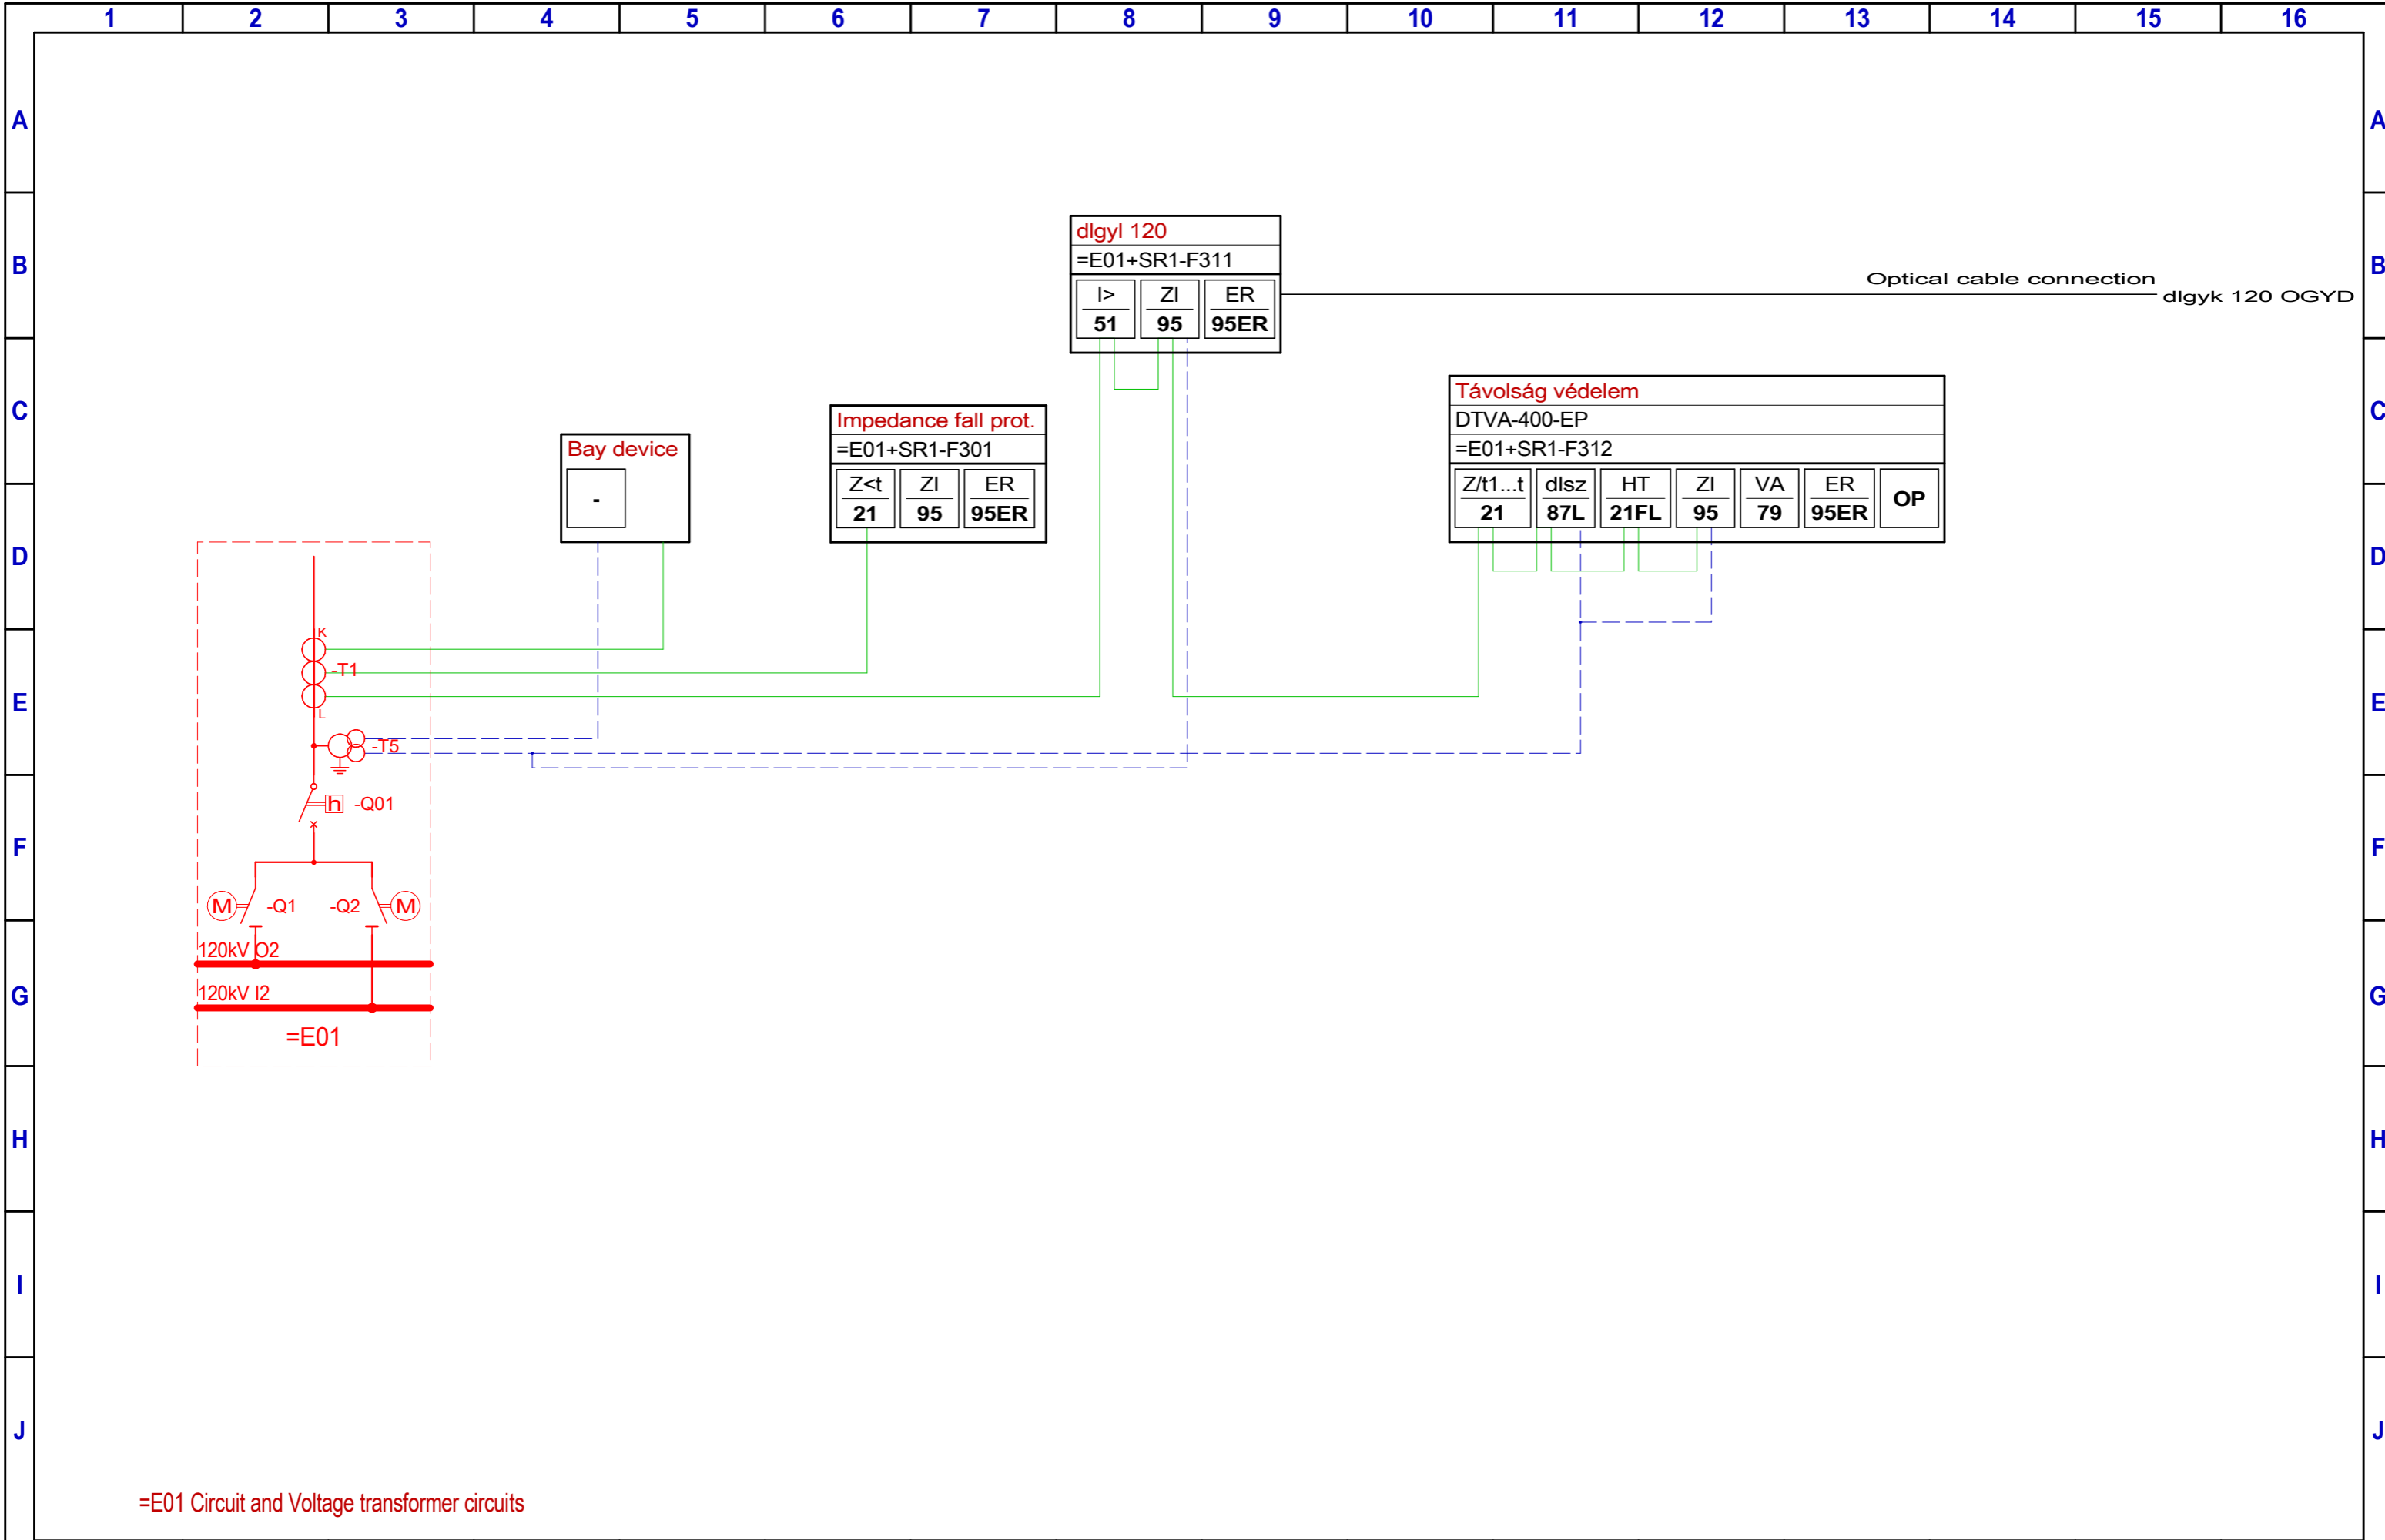 1 2 3 4 5 6 7 8 9 10 11 12 13 14 15 16
A A
B B
C C
D D
E E
F F
G G
H H
I I
J J
dlgyl 120
=E01+SR1-F311
I> ZI ER
51 95 95ER
Optical cable connection
dlgyk 120 OGYD
Távolság védelem
DTVA-400-EP
=E01+SR1-F312
Z/t1...t dlsz HT ZI VA ER OP
21 87L 21FL 95 79 95ER
Impedance fall prot.
=E01+SR1-F301
Z<t ZI ER
21 95 95ER
Bay device
-
K
-T1
L
-T5
h -Q01
M -Q1 -Q2 M
120kV O2
120kV I2
=E01
=E01 Circuit and Voltage transformer circuits